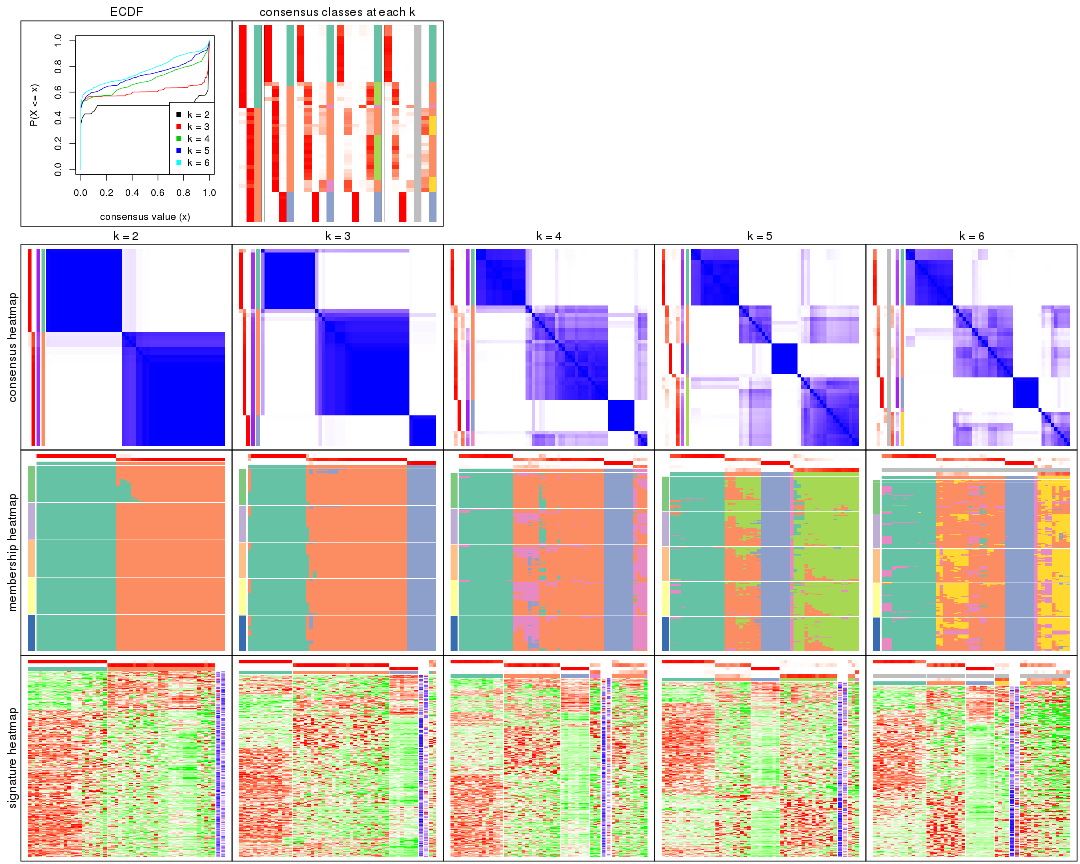 ECDF
consensus classes at each k
P(X <= x)
1.0
0.8
0.6
0.4
0.2
0.0
k = 2
k = 3
k = 4
k = 5
k = 6
0.0 0.2 0.4 0.6 0.8 1.0
consensus value (x)
k = 2
k = 3
k = 4
k = 5
k = 6
consensus heatmap
membership heatmap
signature heatmap